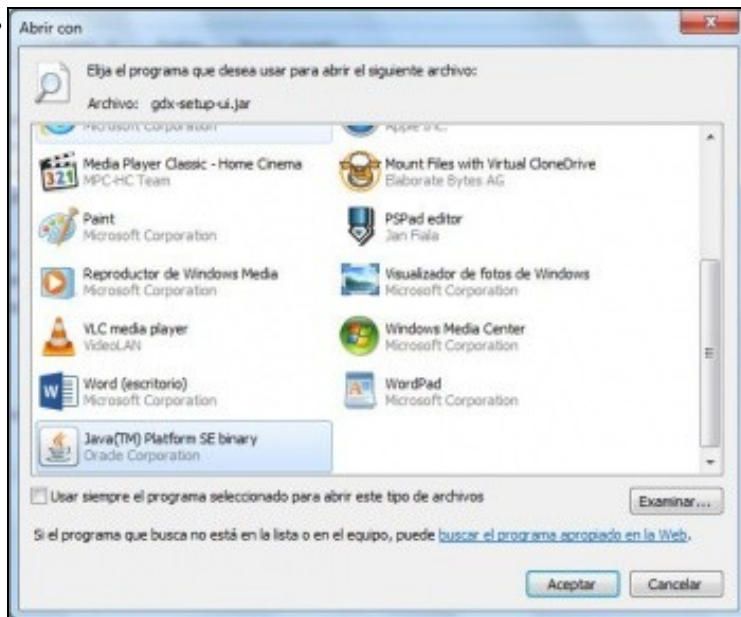 Abrir con
Elija el programa que desea usar para abrir el siguiente archivo:
Archivo: gdx-setup-ui.jar
Microsoft Corporation
Apple Inc.
Media Player Classic - Home Cinema
MPC-HC Team
Mount Files with Virtual CloneDrive
Elaborate Bytes AG
Paint
Microsoft Corporation
PSPad editor
Jan Fiala
Reproductor de Windows Media
Microsoft Corporation
Visualizador de fotos de Windows
Microsoft Corporation
VLC media player
VideoLAN
Windows Media Center
Microsoft Corporation
Word (escritorio)
Microsoft Corporation
WordPad
Microsoft Corporation
Java(TM) Platform SE binary
Oracle Corporation
Usar siempre el programa seleccionado para abrir este tipo de archivos
Examinar...
Si el programa que busca no está en la lista o en el equipo, puede buscar el programa apropiado en la Web.
Aceptar
Cancelar